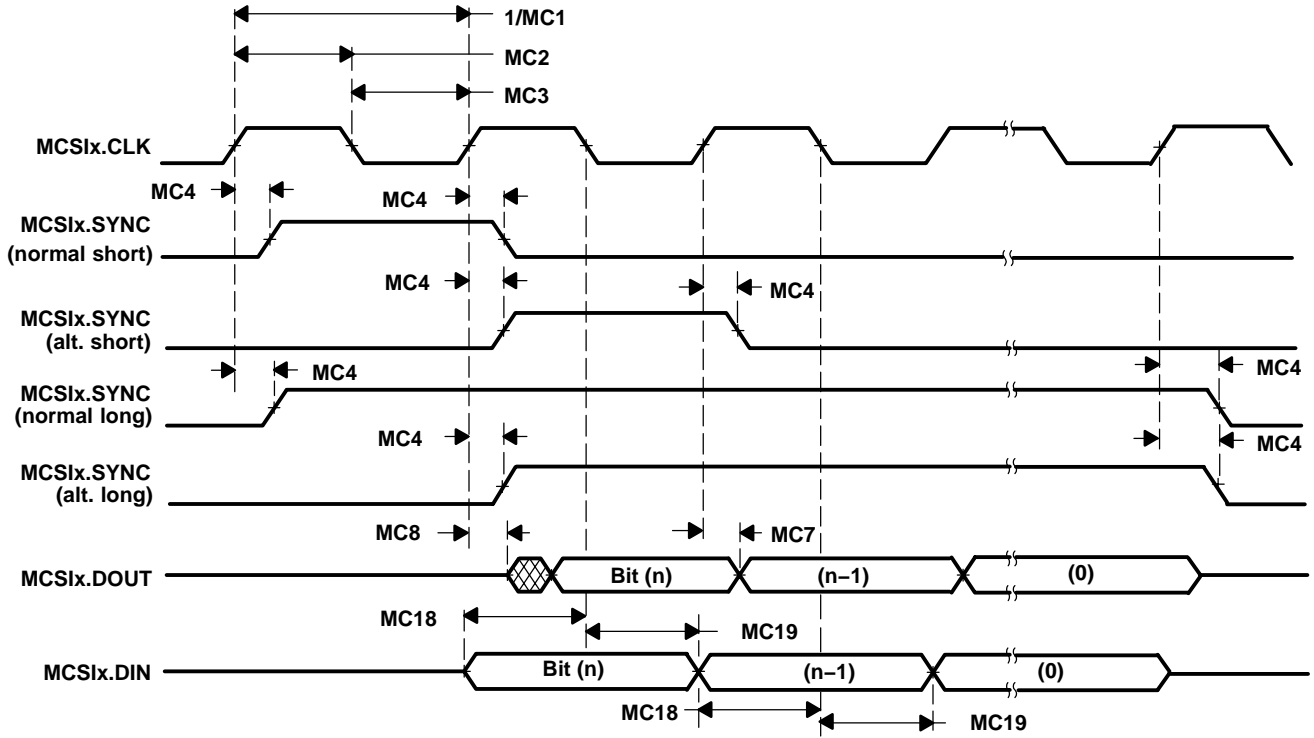 1/MC1
MC2
MC3
MCSIx.CLK
MC4
MC4
MCSIx.SYNC
(normal short)
MC4
MC4
MCSIx.SYNC
(alt. short)
MC4
MC4
MCSIx.SYNC
(normal long)
MC4
MC4
MCSIx.SYNC
(alt. long)
MC8
MC7
MCSIx.DOUT
Bit (n)
(n–1)
(0)
MC18
MC19
MCSIx.DIN
Bit (n)
(n–1)
(0)
MC18
MC19